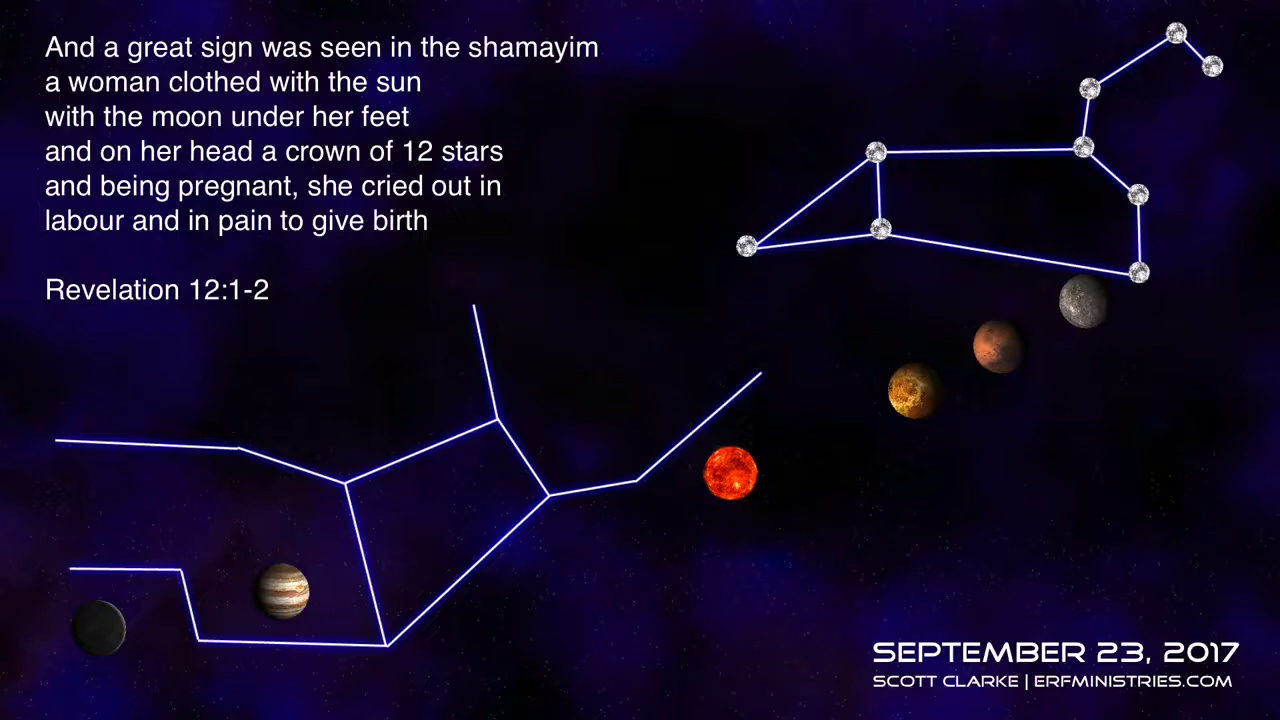 And a great sign was seen in the shamayim
a woman clothed with the sun
with the moon under her feet
and on her head a crown of 12 stars
and being pregnant, she cried out in
labour and in pain to give birth
Revelation 12:1-2
SEPTEMBER 23, 2017
SCOTT CLARKE | ERFMINISTRIES.COM